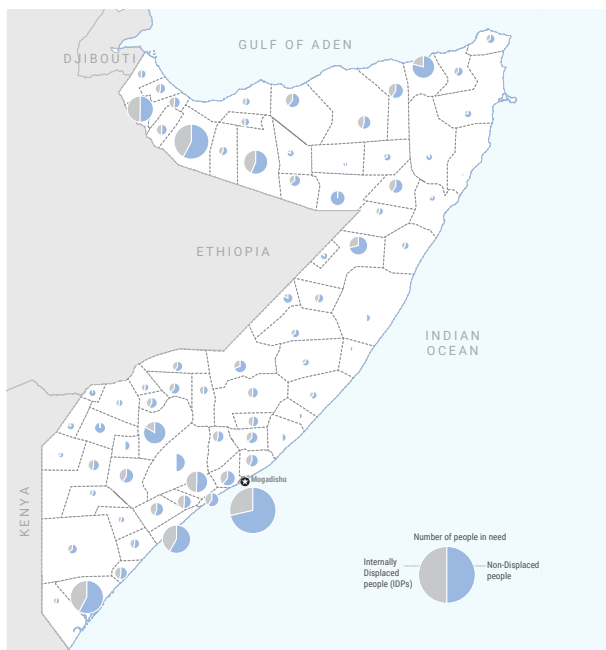 GULF OF ADEN
DJIBOUTI
ETHIOPIA
INDIAN
OCEAN
KENYA
Mogadishu
Number of people in need
Internally
Displaced
people (IDPs)
Non-Displaced
people